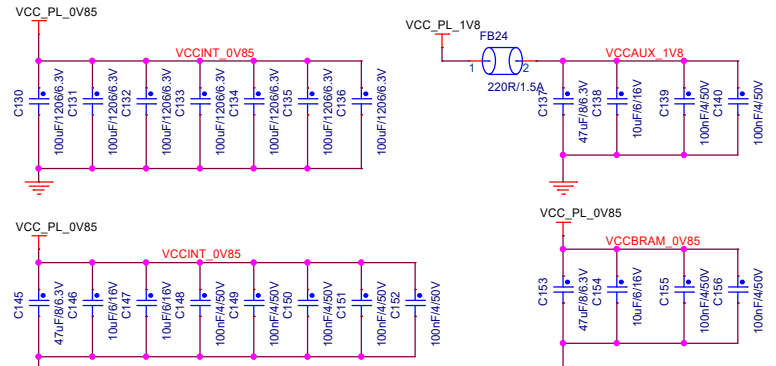 VCC_PL_0V85
VCCINT_0V85
C130
100uF/1206/6.3V
C131
100uF/1206/6.3V
C132
100uF/1206/6.3V
C133
100uF/1206/6.3V
C134
100uF/1206/6.3V
C135
100uF/1206/6.3V
C136
100uF/1206/6.3V
VCC_PL_1V8
FB24
1
2
220R/1.5A
VCCAUX_1V8
C137
47uF/8/6.3V
C138
10uF/6/16V
C139
100nF/4/50V
C140
100nF/4/50V
VCC_PL_0V85
VCCINT_0V85
C145
47uF/8/6.3V
C146
10uF/6/16V
C147
10uF/6/16V
C148
100nF/4/50V
C149
100nF/4/50V
C150
100nF/4/50V
C151
100nF/4/50V
C152
100nF/4/50V
VCC_PL_0V85
VCCBRAM_0V85
C153
47uF/8/6.3V
C154
10uF/6/16V
C155
100nF/4/50V
C156
100nF/4/50V